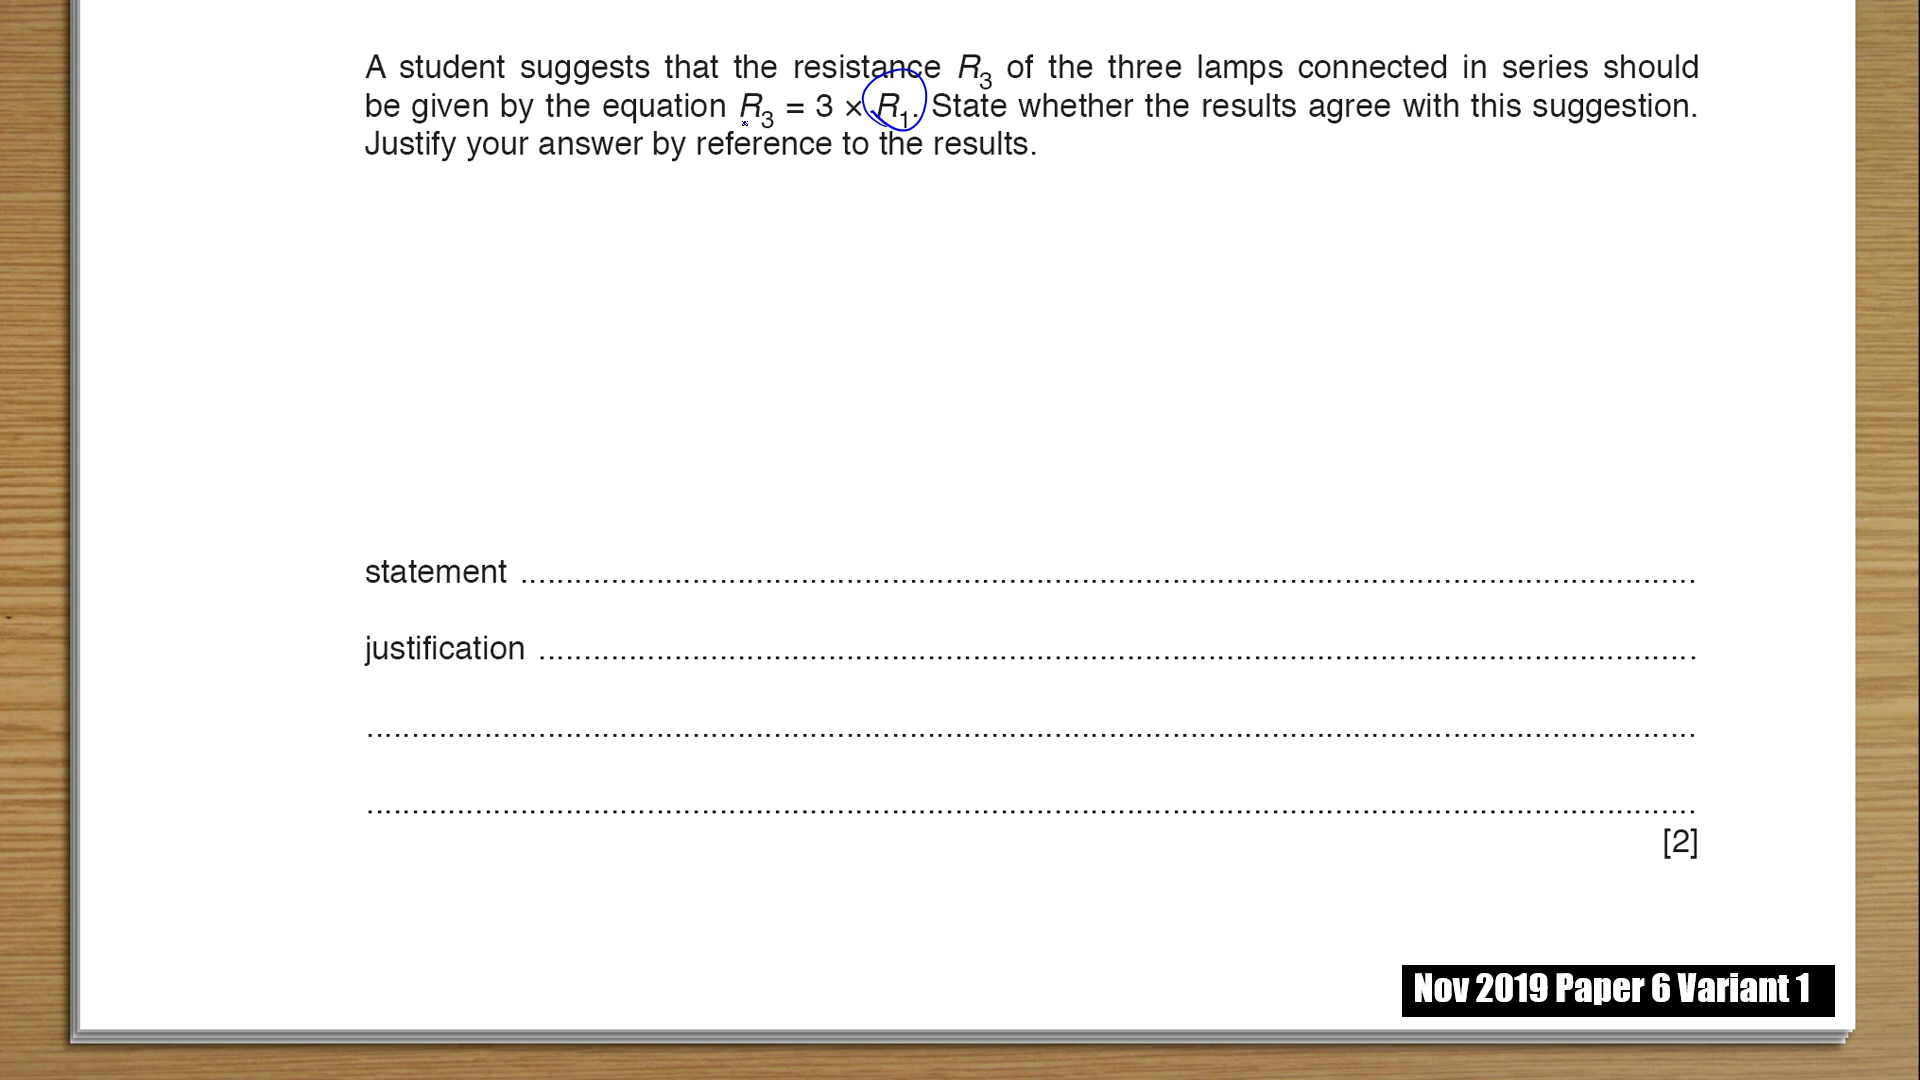 A student suggests that the resistance R3 of the three lamps connected in series should
be given by the equation R3 = 3 × R1. State whether the results agree with this suggestion.
Justify your answer by reference to the results.
statement ........................................................................................................................
justification ........................................................................................................................
........................................................................................................................
........................................................................................................................
[2]
Nov 2019 Paper 6 Variant 1